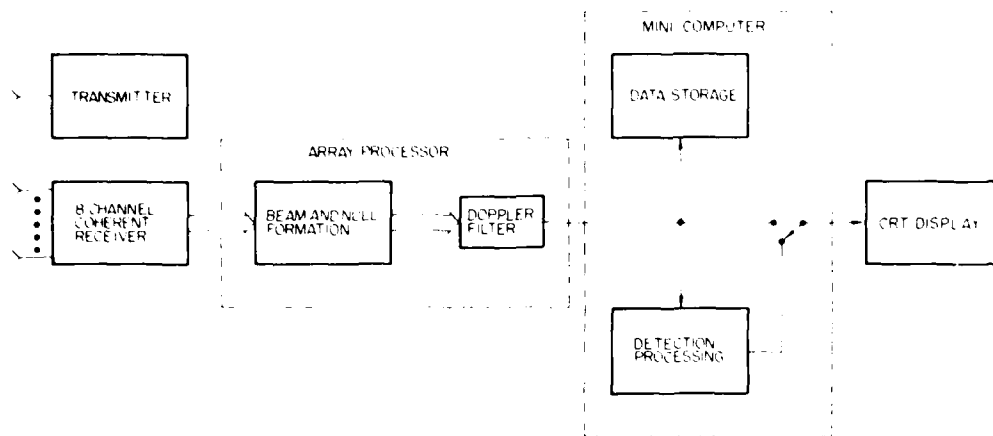 MINI COMPUTER
TRANSMITTER
DATA STORAGE
ARRAY PROCESSOR
8 CHANNEL
COHERENT
RECEIVER
BEAM AND NULL
FORMATION
DOPPLER
FILTER
CRT DISPLAY
DETECTION
PROCESSING